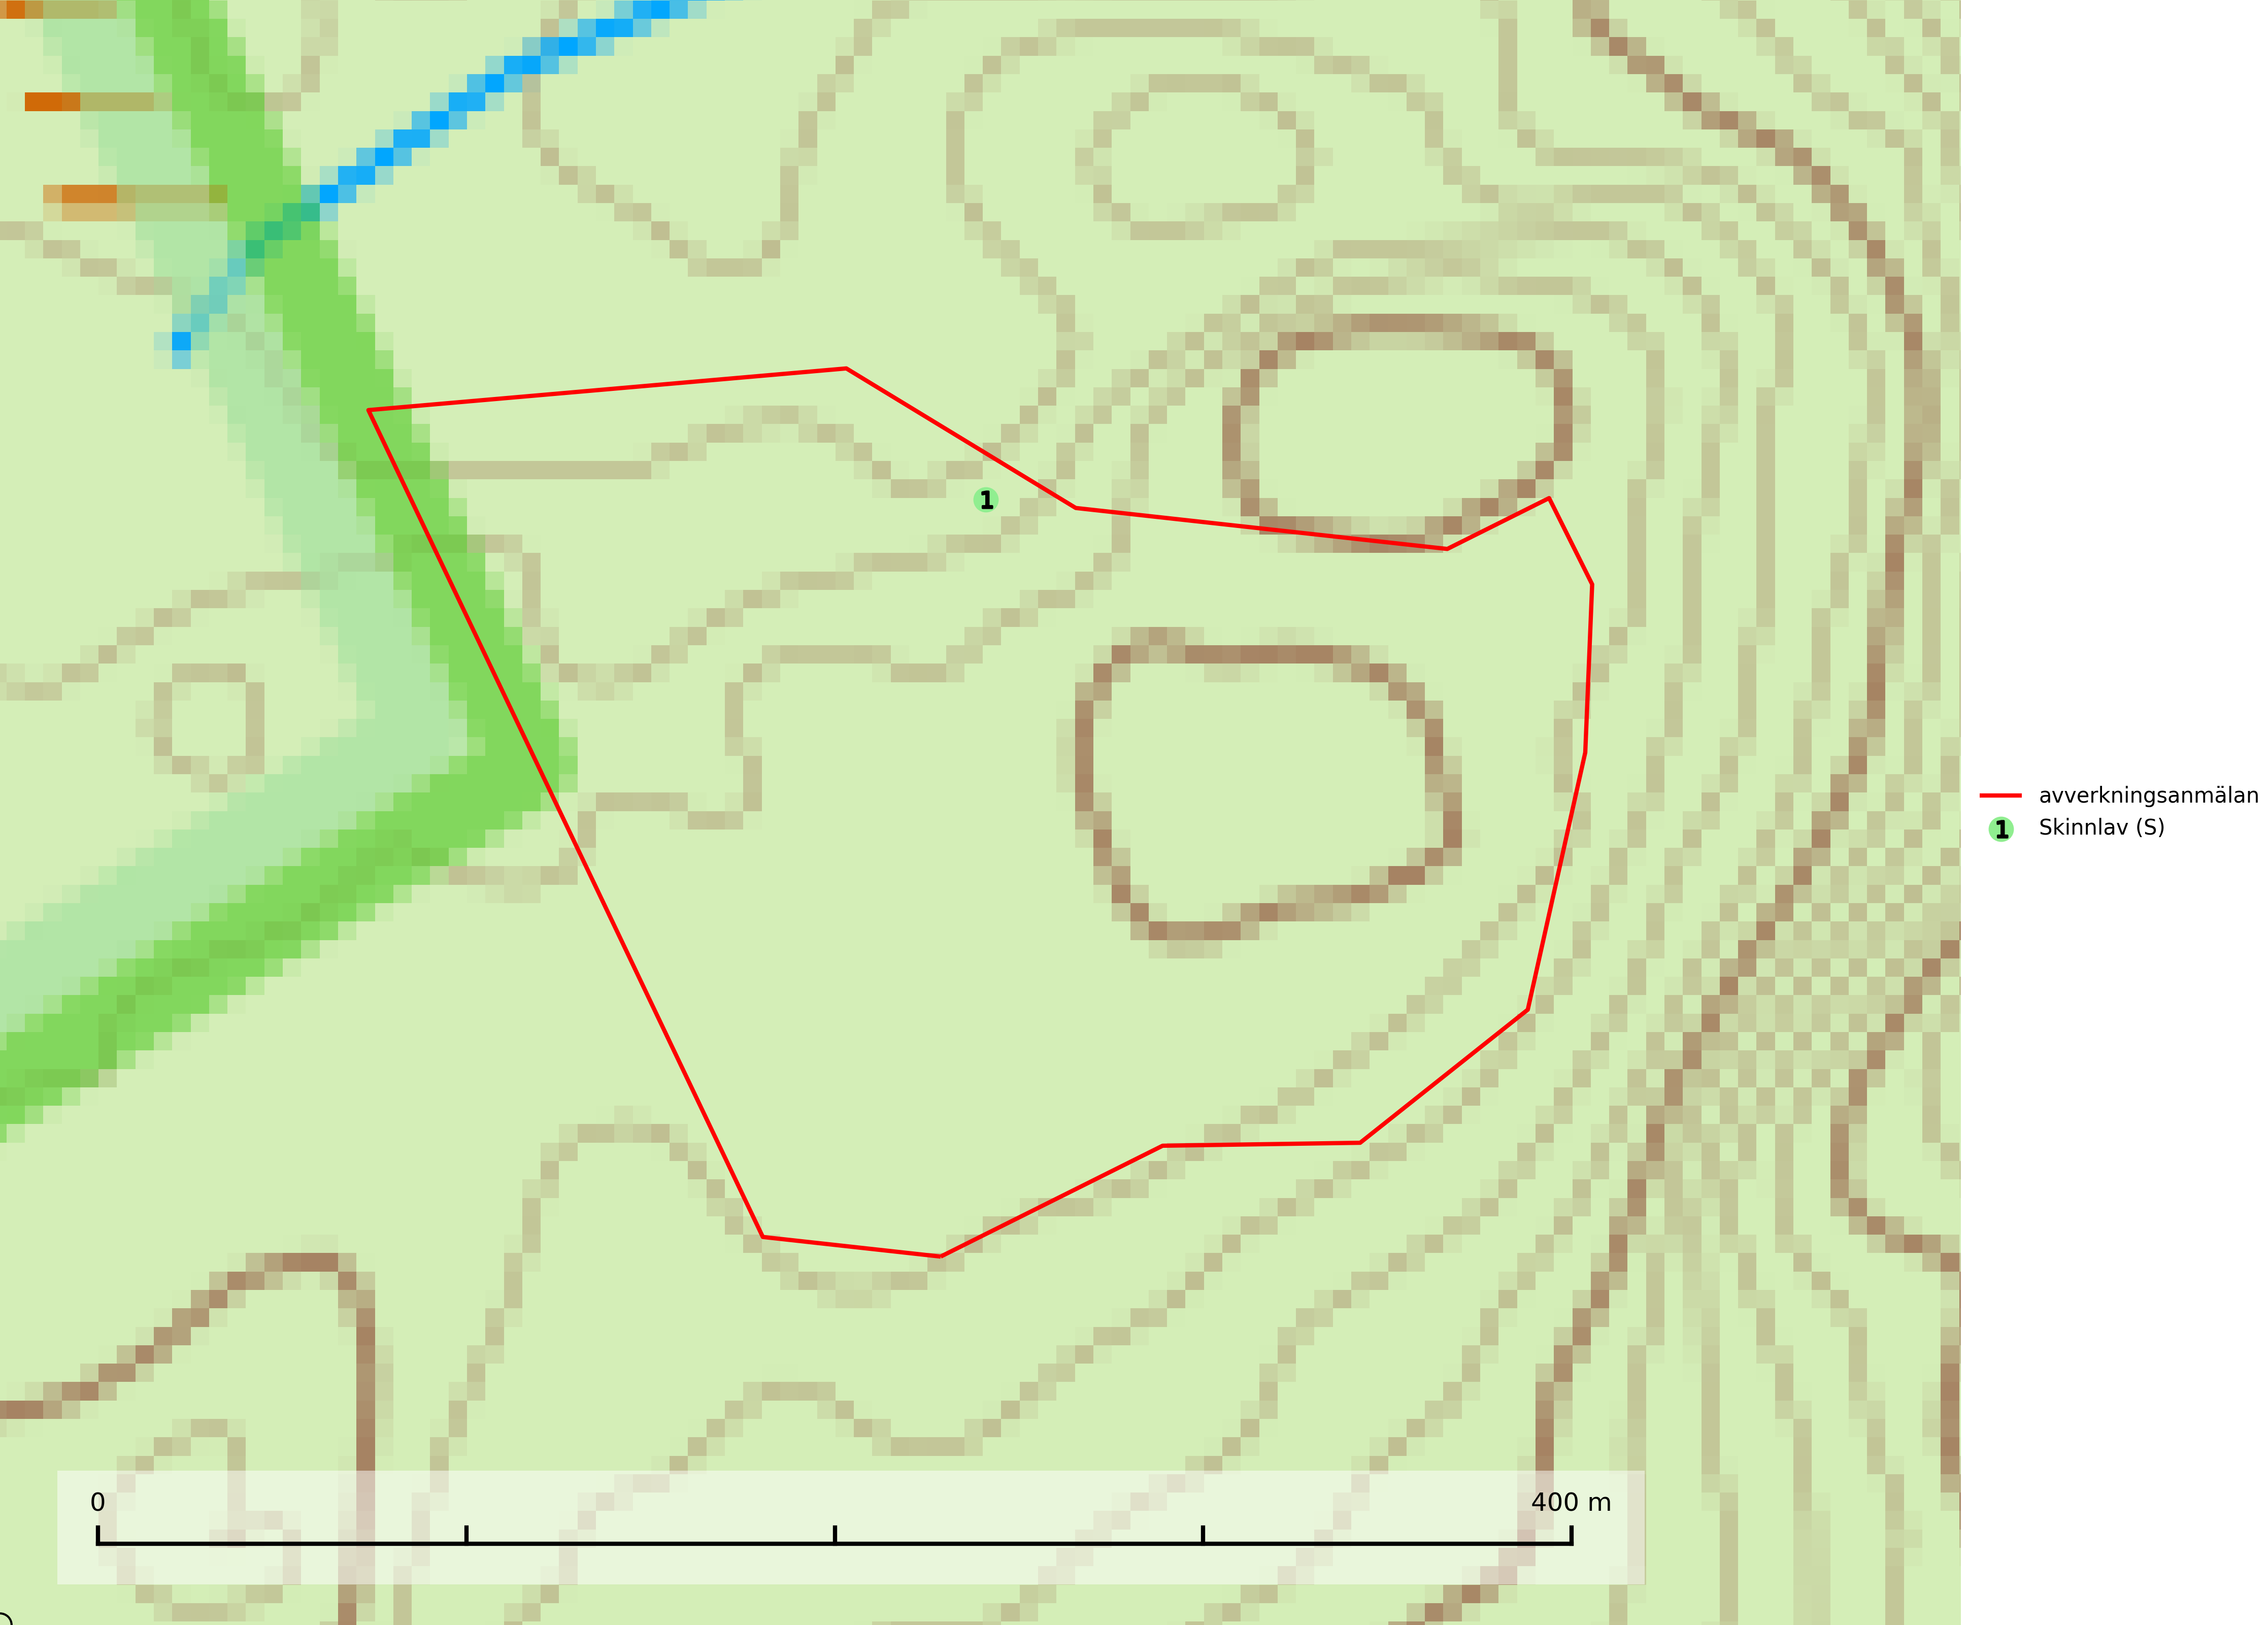 1
avverkningsanmälan
1 Skinnlav (S)
0 400 m